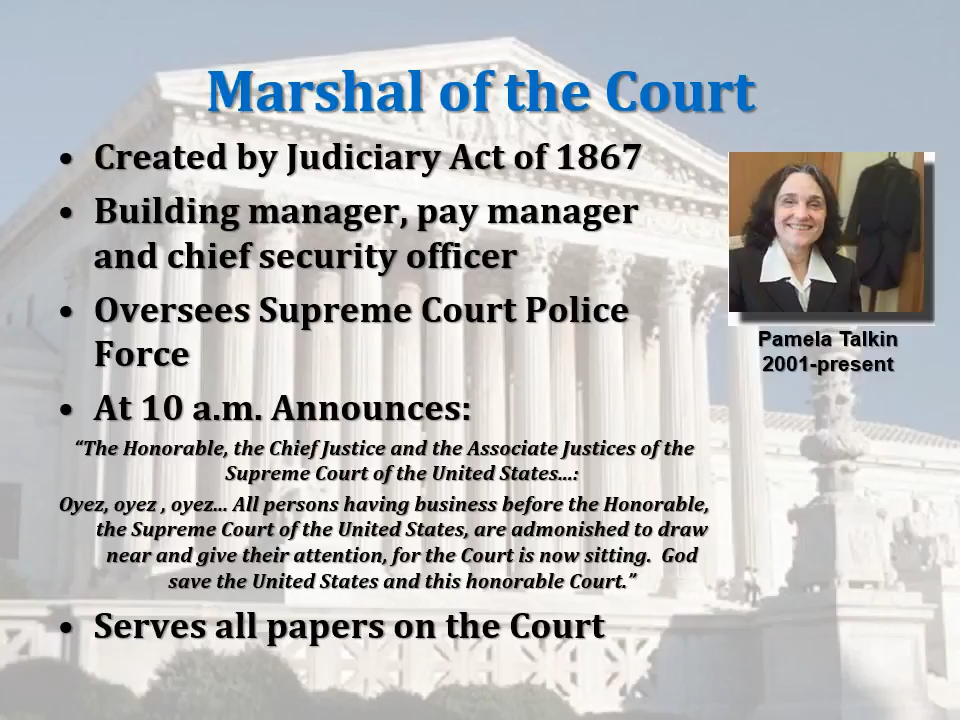 Marshal of the Court
• Created by Judiciary Act of 1867
• Building manager, pay manager
and chief security officer
• Oversees Supreme Court Police
Force
• At 10 a.m. Announces:
“The Honorable, the Chief Justice and the Associate Justices of the
Supreme Court of the United States...:
Oyez, oyez , oyez... All persons having business before the Honorable,
the Supreme Court of the United States, are admonished to draw
near and give their attention, for the Court is now sitting.  God
save the United States and this honorable Court.”
• Serves all papers on the Court
Pamela Talkin
2001-present